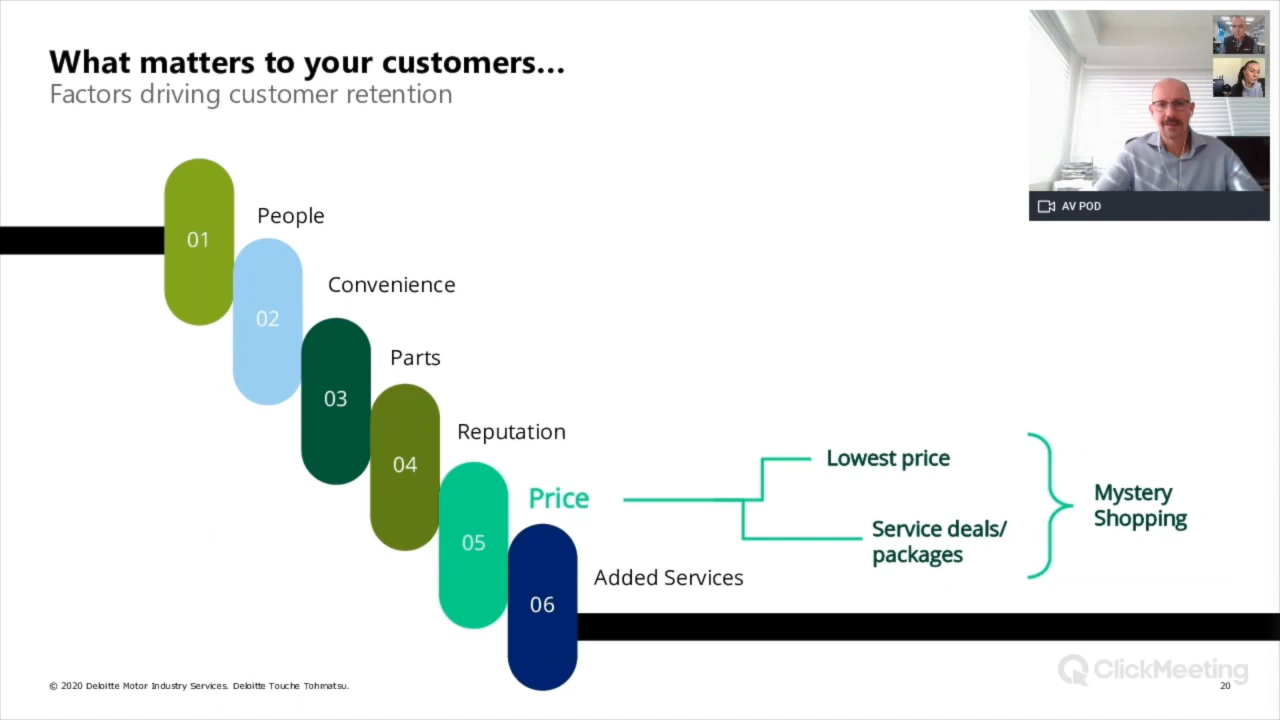 What matters to your customers...
Factors driving customer retention
AV POD
01
People
02
Convenience
03
Parts
04
Reputation
05
Price
Lowest price
Service deals/
packages
Mystery
Shopping
06
Added Services
ClickMeeting
© 2020 Deloitte Motor Industry Services. Deloitte Touche Tohmatsu.
20